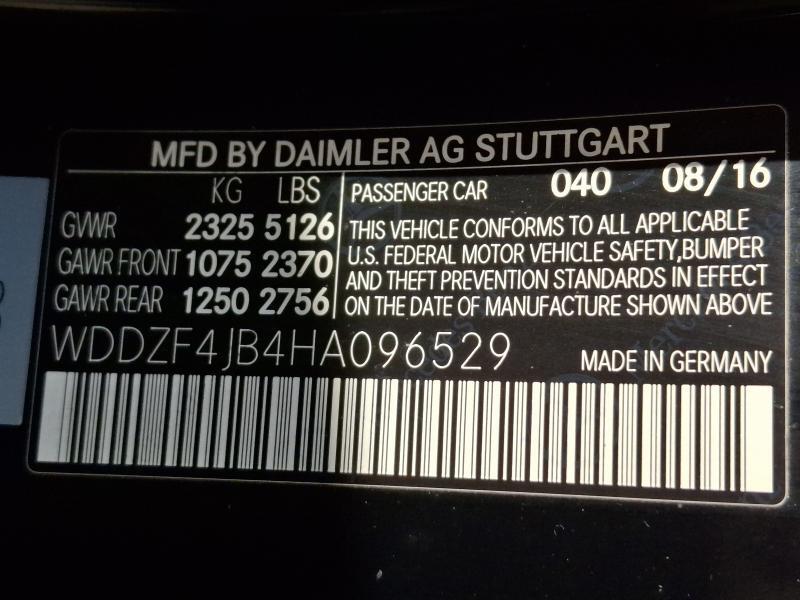 MFD BY DAIMLER AG STUTTGART
KG LBS
GVWR 2325 5126
GAWR FRONT 1075 2370
GAWR REAR 1250 2756
PASSENGER CAR 040 08/16
THIS VEHICLE CONFORMS TO ALL APPLICABLE
U.S. FEDERAL MOTOR VEHICLE SAFETY,BUMPER
AND THEFT PREVENTION STANDARDS IN EFFECT
ON THE DATE OF MANUFACTURE SHOWN ABOVE
WDDZF4JB4HA096529 MADE IN GERMANY